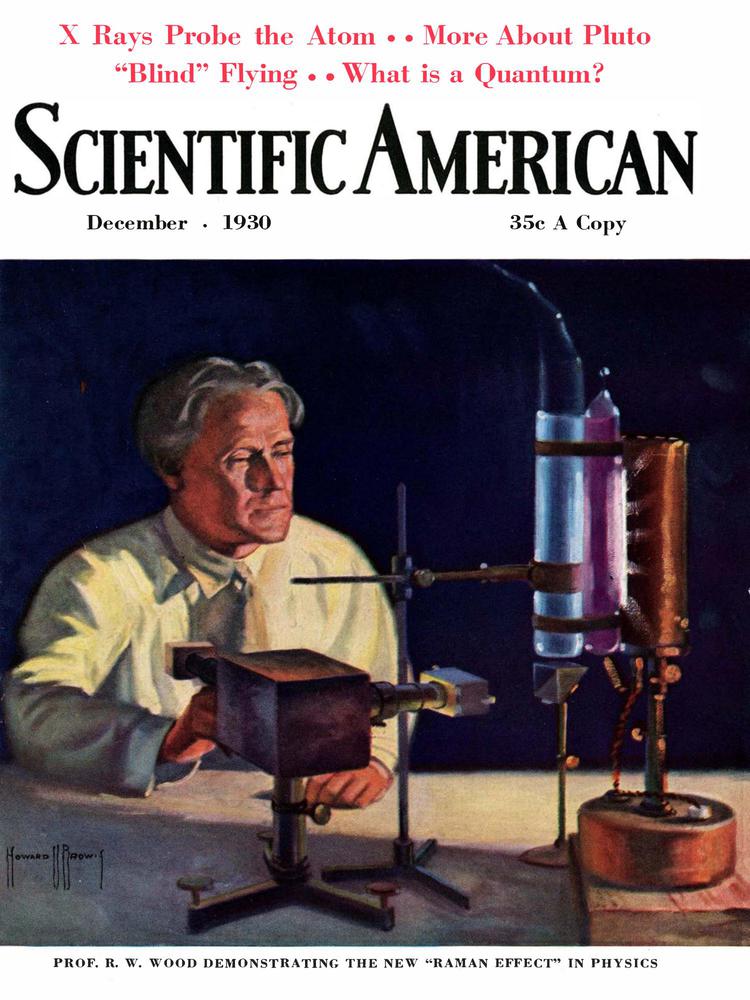 X Rays Probe the Atom • • More About Pluto
“Blind” Flying • • What is a Quantum?
SCIENTIFIC AMERICAN
December · 1930 35c A Copy
HOWARD V BROWN
PROF. R. W. WOOD DEMONSTRATING THE NEW “RAMAN EFFECT” IN PHYSICS